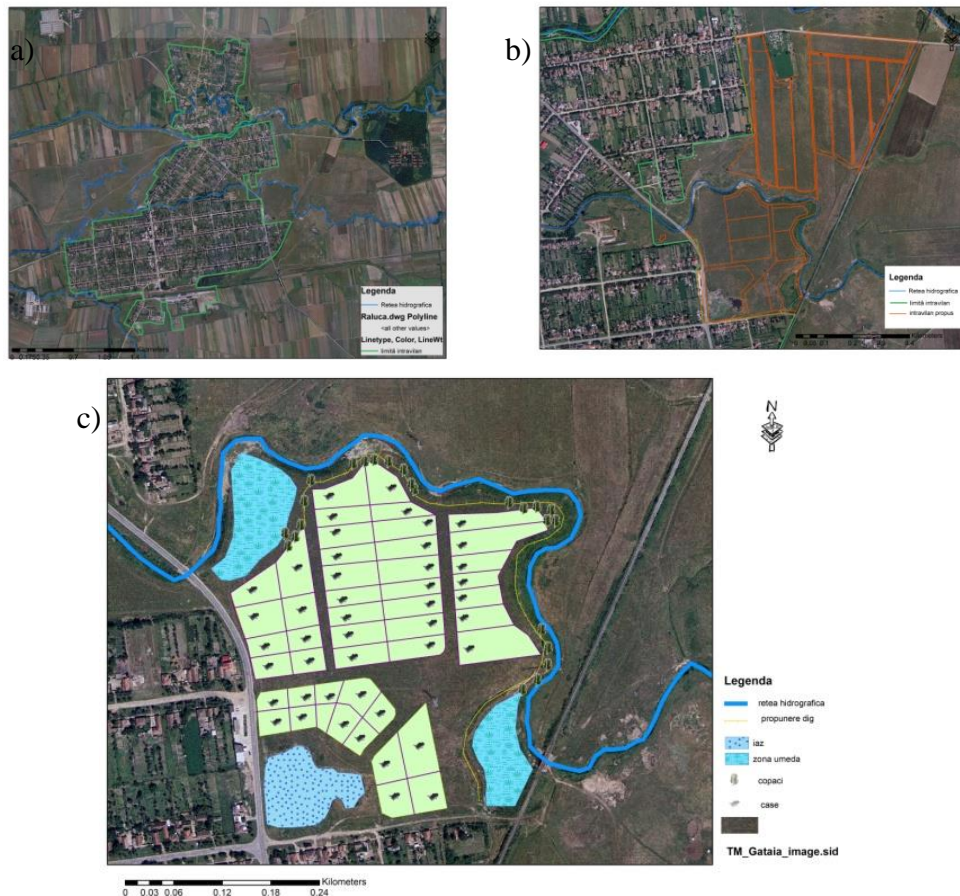 a)
Legenda
Retea hidrografica
Raluca.dwg Polyline
<all other values>
Linetype, Color, LineWt
limită intravilan
Kilometers
b)
Legenda
Retea hidrografica
limită intravilan
intravilan propus
Kilometers
c)
N
Legenda
retea hidrografica
propunere dig
iaz
zona umeda
copaci
case
TM_Gataia_image.sid
Kilometers
0 0.03 0.06 0.12 0.18 0.24